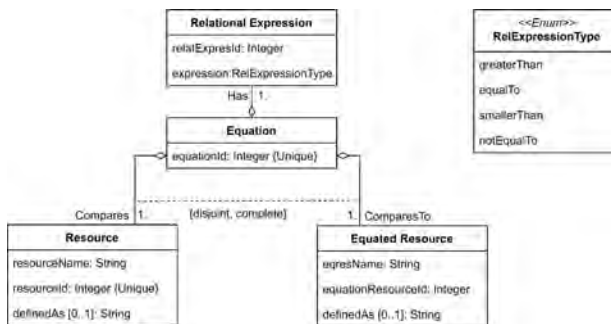 Relational Expression
relatExpresId: Integer
expression:RelExpressionType
<<Enum>>
RelExpressionType
greaterThan
equalTo
smallerThan
notEqualTo
Has 1.
Equation
equationId: Integer {Unique}
Compares 1.
{disjoint, complete}
1. ComparesTo
Resource
resourceName: String
resourceId: Integer {Unique}
definedAs [0..1]: String
Equated Resource
eqresName: String
equationResourceId: Integer
definedAs [0..1]: String